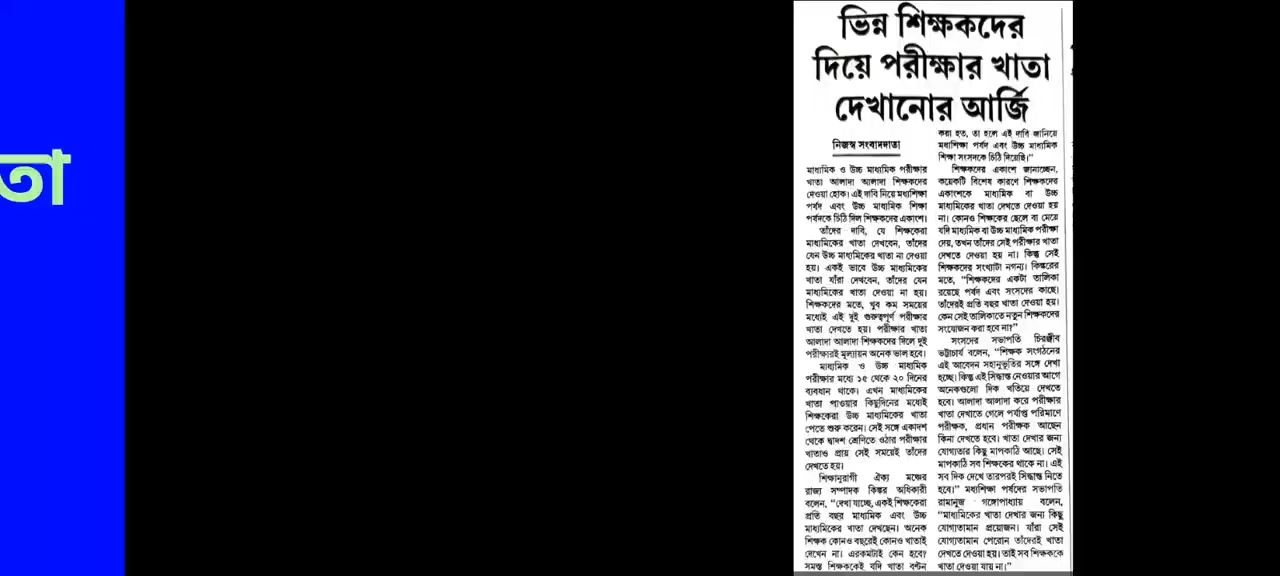 তা
ভিন্ন শিক্ষকদের
দিয়ে পরীক্ষার খাতা
দেখানোর আর্জি
নিজস্ব সংবাদদাতা
মাধ্যমিক ও উচ্চ মাধ্যমিক পরীক্ষার
খাতা আলাদা আলাদা শিক্ষকদের
দেওয়া হোক। এই দাবি নিয়ে মধ্যশিক্ষা
পর্ষদ এবং উচ্চ মাধ্যমিক শিক্ষা
পর্ষদকে চিঠি দিল শিক্ষকদের একাংশ।
তাঁদের দাবি, যে শিক্ষকেরা
মাধ্যমিকের খাতা দেখবেন, তাঁদের
যেন উচ্চ মাধ্যমিকের খাতা না দেওয়া
হয়। একই ভাবে উচ্চ মাধ্যমিকের
খাতা যাঁরা দেখবেন, তাঁদের যেন
মাধ্যমিকের খাতা দেওয়া না হয়।
শিক্ষকদের মতে, খুব কম সময়ের
মধ্যেই এই দুই গুরুত্বপূর্ণ পরীক্ষার
খাতা দেখতে হয়। পরীক্ষার খাতা
আলাদা আলাদা শিক্ষকদের দিলে দুই
পরীক্ষারই মূল্যায়ন অনেক ভাল হবে।
মাধ্যমিক ও উচ্চ মাধ্যমিক
পরীক্ষার মধ্যে ১৫ থেকে ২০ দিনের
ব্যবধান থাকে। এখন মাধ্যমিকের
খাতা পাওয়ার কিছুদিনের মধ্যেই
শিক্ষকেরা উচ্চ মাধ্যমিকের খাতা
পেতে শুরু করেন। সেই সঙ্গে একাদশ
থেকে দ্বাদশ শ্রেণিতে ওঠার পরীক্ষার
খাতাও প্রায় সেই সময়েই তাঁদের
দেখতে হয়।
শিক্ষানুরাগী ঐক্য মঞ্চের
রাজ্য সম্পাদক কিঙ্কর অধিকারী
বলেন, “দেখা যাচ্ছে, একই শিক্ষকেরা
প্রতি বছর মাধ্যমিক এবং উচ্চ
মাধ্যমিকের খাতা দেখছেন। অনেক
শিক্ষক কোনও বছরেই কোনও খাতাই
দেখেন না। এরকমটাই কেন হবে?
সমস্ত শিক্ষককেই যদি খাতা বণ্টন
করা হত, তা হলে এই দাবি জানিয়ে
মধ্যশিক্ষা পর্ষদ এবং উচ্চ মাধ্যমিক
শিক্ষা সংসদকে চিঠি দিয়েছি।”
শিক্ষকদের একাংশ জানাচ্ছেন,
কয়েকটি বিশেষ কারণে শিক্ষকদের
একাংশকে মাধ্যমিক বা উচ্চ
মাধ্যমিকের খাতা দেখতে দেওয়া হয়
না। কোনও শিক্ষকের ছেলে বা মেয়ে
যদি মাধ্যমিক বা উচ্চ মাধ্যমিক পরীক্ষা
দেয়, তখন তাঁদের সেই পরীক্ষার খাতা
দেখতে দেওয়া হয় না। কিন্তু সেই
শিক্ষকদের সংখ্যাটা নগন্য। কিঙ্করের
মতে, “শিক্ষকদের একটা তালিকা
রয়েছে পর্ষদ এবং সংসদের কাছে।
তাঁদেরই প্রতি বছর খাতা দেওয়া হয়।
কেন সেই তালিকাতে নতুন শিক্ষকদের
সংযোজন করা হবে না?”
সংসদের সভাপতি চিরঞ্জীব
ভট্টাচার্য বলেন, “শিক্ষক সংগঠনের
এই আবেদন সহানুভূতির সঙ্গে দেখা
হচ্ছে। কিন্তু এই সিদ্ধান্ত নেওয়ার আগে
অনেকগুলো দিক খতিয়ে দেখতে
হবে। আলাদা আলাদা করে পরীক্ষার
খাতা দেখাতে গেলে পর্যাপ্ত পরিমাণে
পরীক্ষক, প্রধান পরীক্ষক আছেন
কিনা দেখতে হবে। খাতা দেখার জন্য
যোগ্যতার কিছু মাপকাঠি আছে। সেই
মাপকাঠি সব শিক্ষকের থাকে না। এই
সব দিক দেখে তারপরই সিদ্ধান্ত নিতে
হবে।” মধ্যশিক্ষা পর্ষদের সভাপতি
রামানুজ গঙ্গোপাধ্যায় বলেন,
“মাধ্যমিকের খাতা দেখার জন্য কিছু
যোগ্যতামান প্রয়োজন। যাঁরা সেই
যোগ্যতামান পেরোন তাঁদেরই খাতা
দেখতে দেওয়া হয়। তাই সব শিক্ষককে
খাতা দেওয়া যায় না।”